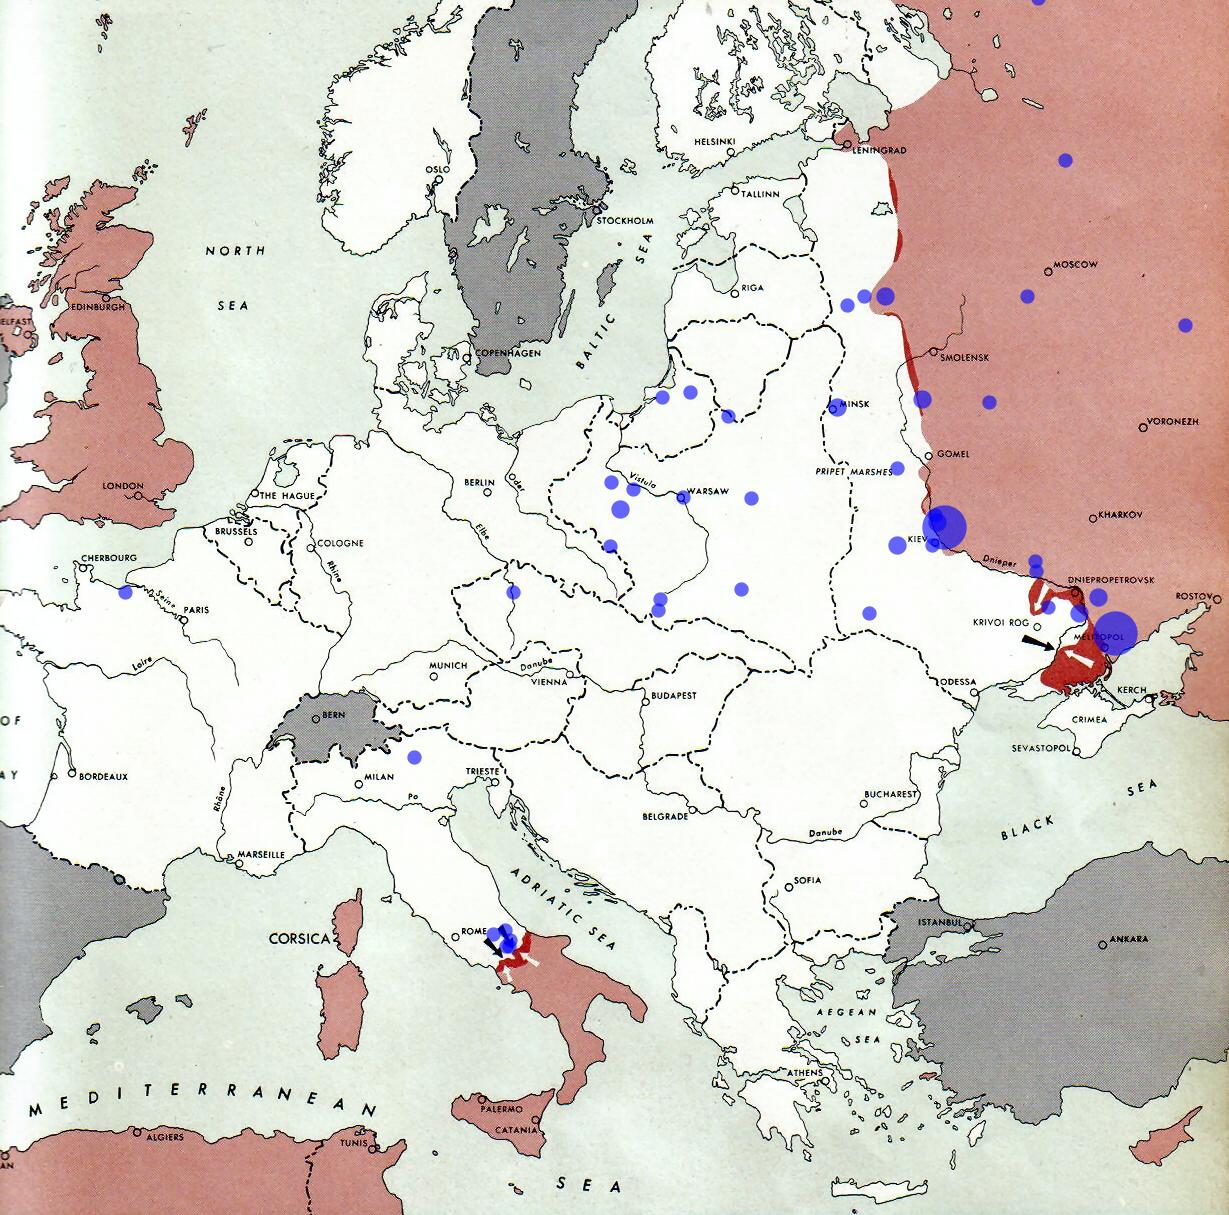 HELSINKI
LENINGRAD
OSLO
TALLINN
STOCKHOLM
NORTH
SEA
MOSCOW
BALTIC SEA
RIGA
EDINBURGH
ELFAST
COPENHAGEN
SMOLENSK
MINSK
VORONEZH
GOMEL
PRIPET MARSHES
LONDON
BERLIN
Oder
Vistula
WARSAW
THE HAGUE
KHARKOV
BRUSSELS
COLOGNE
Elbe
KIEV
CHERBOURG
Rhine
Dnieper
DNIEPROPETROVSK
Seine
PARIS
ROSTOV
KRIVOI ROG
MELITOPOL
Loire
MUNICH
Danube
VIENNA
BUDAPEST
ODESSA
KERCH
BERN
CRIMEA
OF
SEVASTOPOL
AY
BORDEAUX
MILAN
TRIESTE
Rhône
Po
BUCHAREST
BELGRADE
Danube
BLACK SEA
MARSEILLE
SOFIA
ADRIATIC SEA
ISTANBUL
CORSICA
ROME
ANKARA
AEGEAN
SEA
ATHENS
MEDITERRANEAN
PALERMO
CATANIA
ALGIERS
TUNIS
AN
SEA